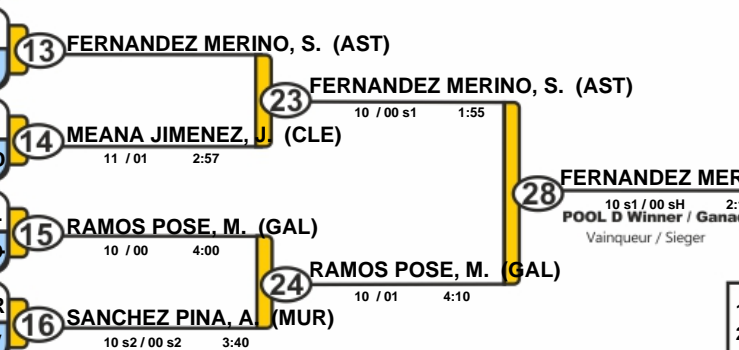 13 FERNANDEZ MERINO, S. (AST)
23 FERNANDEZ MERINO, S. (AST)
10 / 00 s1 1:55
14 MEANA JIMENEZ, J. (CLE)
11 / 01 2:57
28 FERNANDEZ MER
10 s1 / 00 sH 2:
POOL D Winner / Gana
Vainqueur / Sieger
15 RAMOS POSE, M. (GAL)
10 / 00 4:00
24 RAMOS POSE, M. (GAL)
10 / 01 4:10
16 SANCHEZ PINA, A. (MUR)
10 s2 / 00 s2 3:40